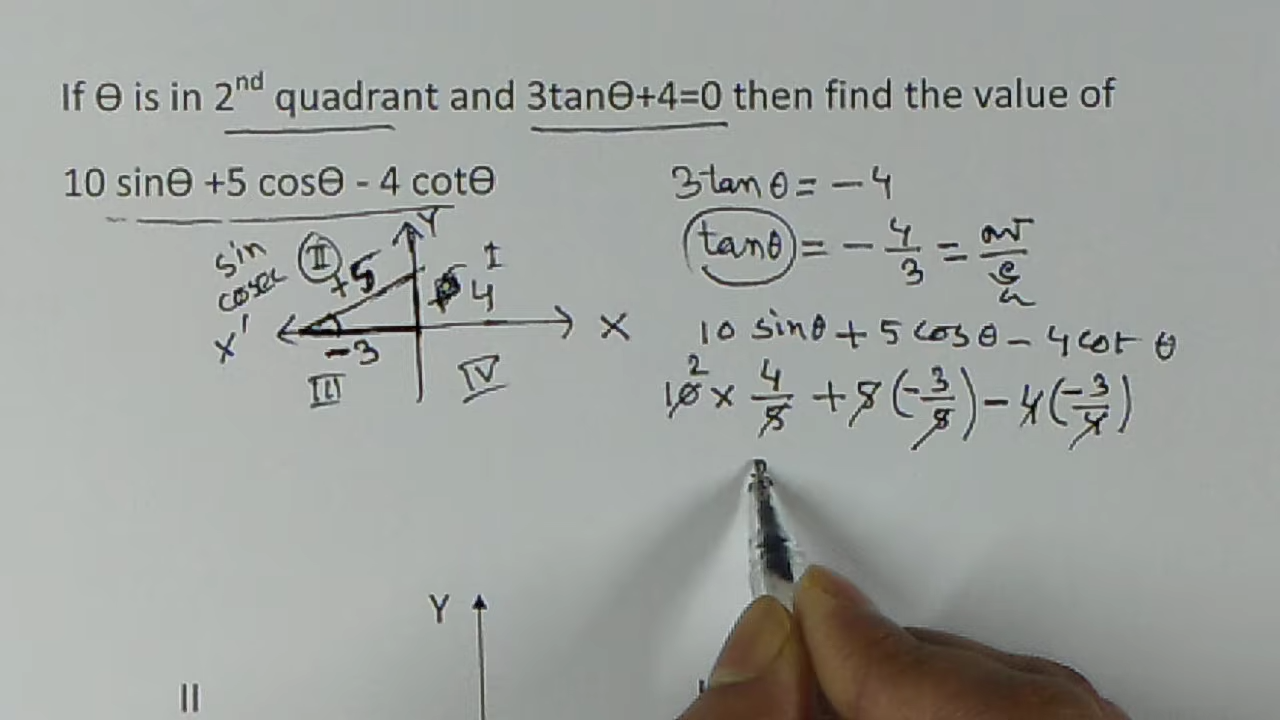 If Θ is in 2nd quadrant and 3tanΘ+4=0 then find the value of
10 sinΘ +5 cosΘ - 4 cotΘ
3tanθ = -4
tanθ = - 4/3 =
sin
cosec
II
+5
Y
I
4
X'
-3
X
III
IV
10 sinθ + 5 cosθ - 4 cot θ
10 2 × 4/5 + 5(-3/5) - 4(-3/4)
Y
II